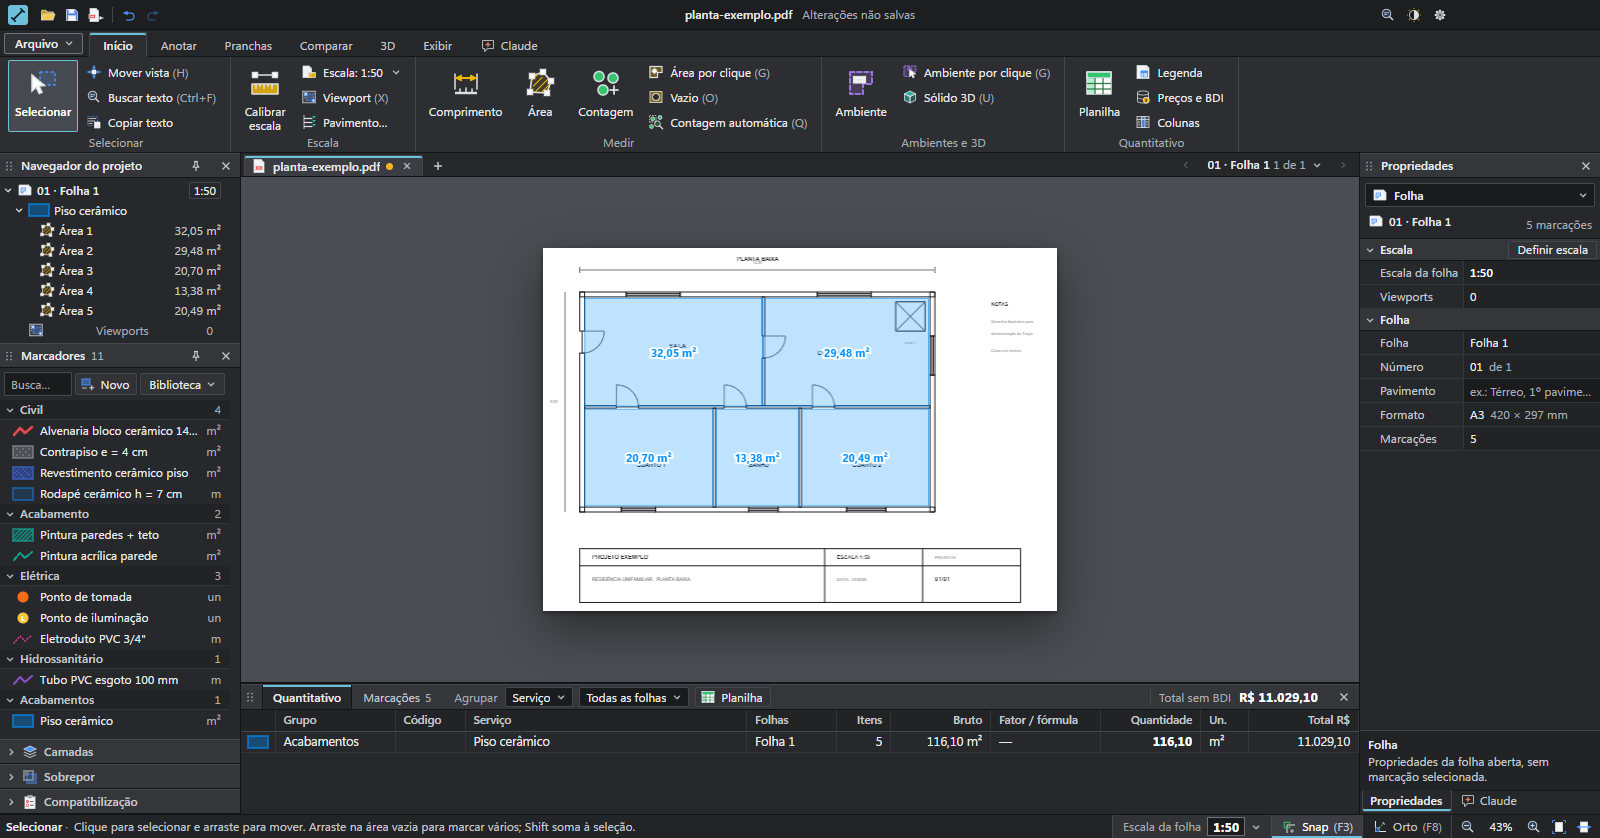 planta-exemplo.pdf Alterações não salvas
Arquivo Início Anotar Pranchas Comparar 3D Exibir Claude
Selecionar
Mover vista (H)
Buscar texto (Ctrl+F)
Copiar texto
Selecionar
Calibrar escala
Escala: 1:50
Viewport (X)
Pavimento...
Escala
Comprimento
Área
Contagem
Área por clique (G)
Vazio (O)
Contagem automática (Q)
Medir
Ambiente
Ambiente por clique (G)
Sólido 3D (U)
Ambientes e 3D
Planilha
Legenda
Preços e BDI
Colunas
Quantitativo
Navegador do projeto
01 · Folha 1 1:50
Piso cerâmico
Área 1 32,05 m²
Área 2 29,48 m²
Área 3 20,70 m²
Área 4 13,38 m²
Área 5 20,49 m²
Viewports 0
Marcadores 11
Busca... Novo Biblioteca
Civil 4
Alvenaria bloco cerâmico 14... m²
Contrapiso e = 4 cm m²
Revestimento cerâmico piso m²
Rodapé cerâmico h = 7 cm m
Acabamento 2
Pintura paredes + teto m²
Pintura acrílica parede m²
Elétrica 3
Ponto de tomada un
L Ponto de iluminação un
Eletroduto PVC 3/4" m
Hidrossanitário 1
Tubo PVC esgoto 100 mm m
Acabamentos 1
Piso cerâmico m²
Camadas
Sobrepor
Compatibilização
planta-exemplo.pdf
01 · Folha 1 1 de 1
PLANTA BAIXA
NOTAS
32,05 m²
29,48 m²
20,70 m²
13,38 m²
20,49 m²
PROJETO EXEMPLO ESCALA 1:50 PRANCHA
RESIDÊNCIA UNIFAMILIAR - PLANTA BAIXA 01/01
Quantitativo Marcações 5 Agrupar Serviço Todas as folhas Planilha Total sem BDI R$ 11.029,10
Grupo Código Serviço Folhas Itens Bruto Fator / fórmula Quantidade Un. Total R$
Acabamentos Piso cerâmico Folha 1 5 116,10 m² — 116,10 m² 11.029,10
Propriedades
Folha
01 · Folha 1 5 marcações
Escala Definir escala
Escala da folha 1:50
Viewports 0
Folha
Folha Folha 1
Número 01 de 1
Pavimento ex.: Térreo, 1º pavime...
Formato A3 420 × 297 mm
Marcações 5
Folha
Propriedades da folha aberta, sem
marcação selecionada.
Propriedades Claude
Selecionar · Clique para selecionar e arraste para mover. Arraste na área vazia para marcar vários; Shift soma à seleção.
Escala da folha 1:50 Snap (F3) Orto (F8) 43%